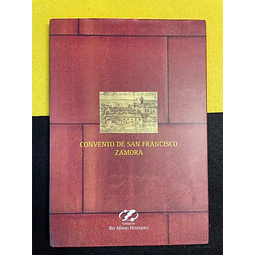 CONVENTO DE SAN FRANCISCO
ZAMORA
Rei Afonso Henriques